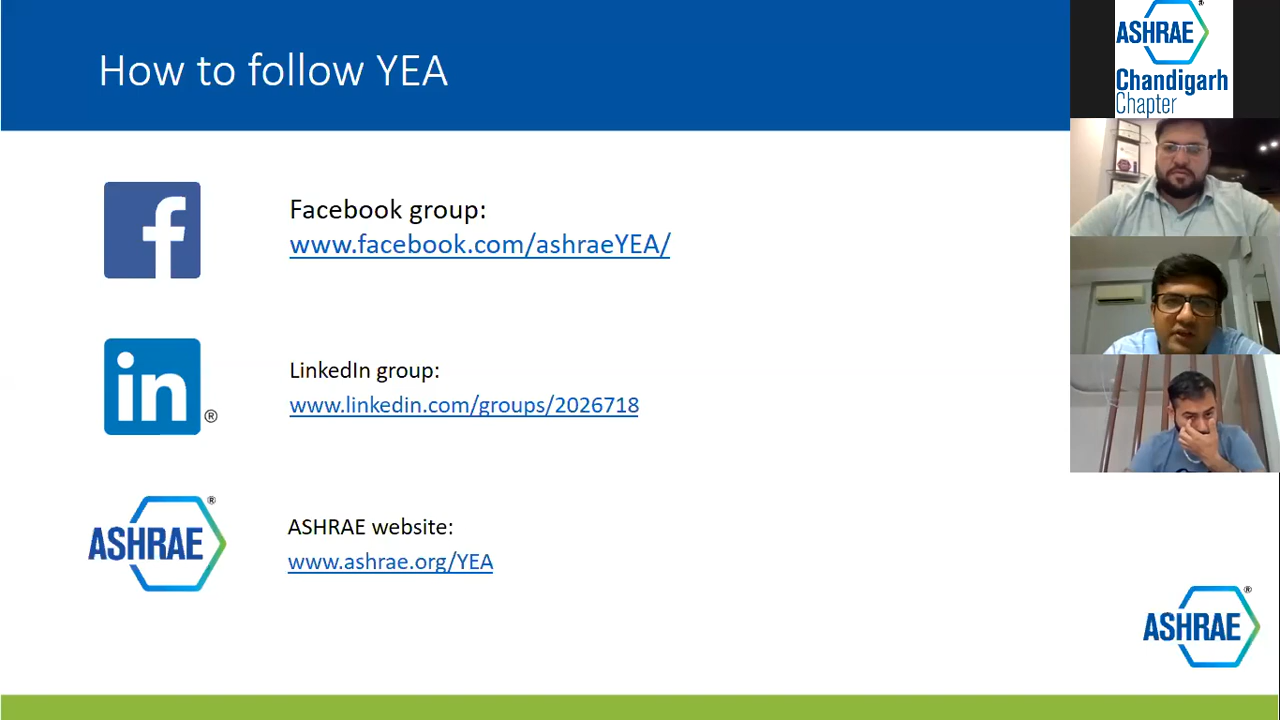 How to follow YEA
Facebook group:
www.facebook.com/ashraeYEA/
in®
LinkedIn group:
www.linkedin.com/groups/2026718
ASHRAE®
ASHRAE website:
www.ashrae.org/YEA
ASHRAE®
ASHRAE®
Chandigarh
Chapter